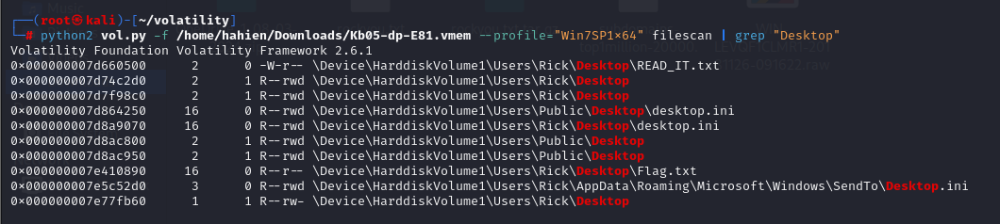 ┌──(root㉿kali)-[~/volatility]
└─# python2 vol.py -f /home/hahien/Downloads/Kb05-dp-E81.vmem --profile="Win7SP1×64" filescan | grep "Desktop"
Volatility Foundation Volatility Framework 2.6.1
0×000000007d660500 2 0 -W-r-- \Device\HarddiskVolume1\Users\Rick\Desktop\READ_IT.txt
0×000000007d74c2d0 2 1 R--rwd \Device\HarddiskVolume1\Users\Rick\Desktop
0×000000007d7f98c0 2 1 R--rwd \Device\HarddiskVolume1\Users\Rick\Desktop
0×000000007d864250 16 0 R--rwd \Device\HarddiskVolume1\Users\Public\Desktop\desktop.ini
0×000000007d8a9070 16 0 R--rwd \Device\HarddiskVolume1\Users\Rick\Desktop\desktop.ini
0×000000007d8ac800 2 1 R--rwd \Device\HarddiskVolume1\Users\Public\Desktop
0×000000007d8ac950 2 1 R--rwd \Device\HarddiskVolume1\Users\Public\Desktop
0×000000007e410890 16 0 R--r-- \Device\HarddiskVolume1\Users\Rick\Desktop\Flag.txt
0×000000007e5c52d0 3 0 R--rwd \Device\HarddiskVolume1\Users\Rick\AppData\Roaming\Microsoft\Windows\SendTo\Desktop.ini
0×000000007e77fb60 1 1 R--rw- \Device\HarddiskVolume1\Users\Rick\Desktop